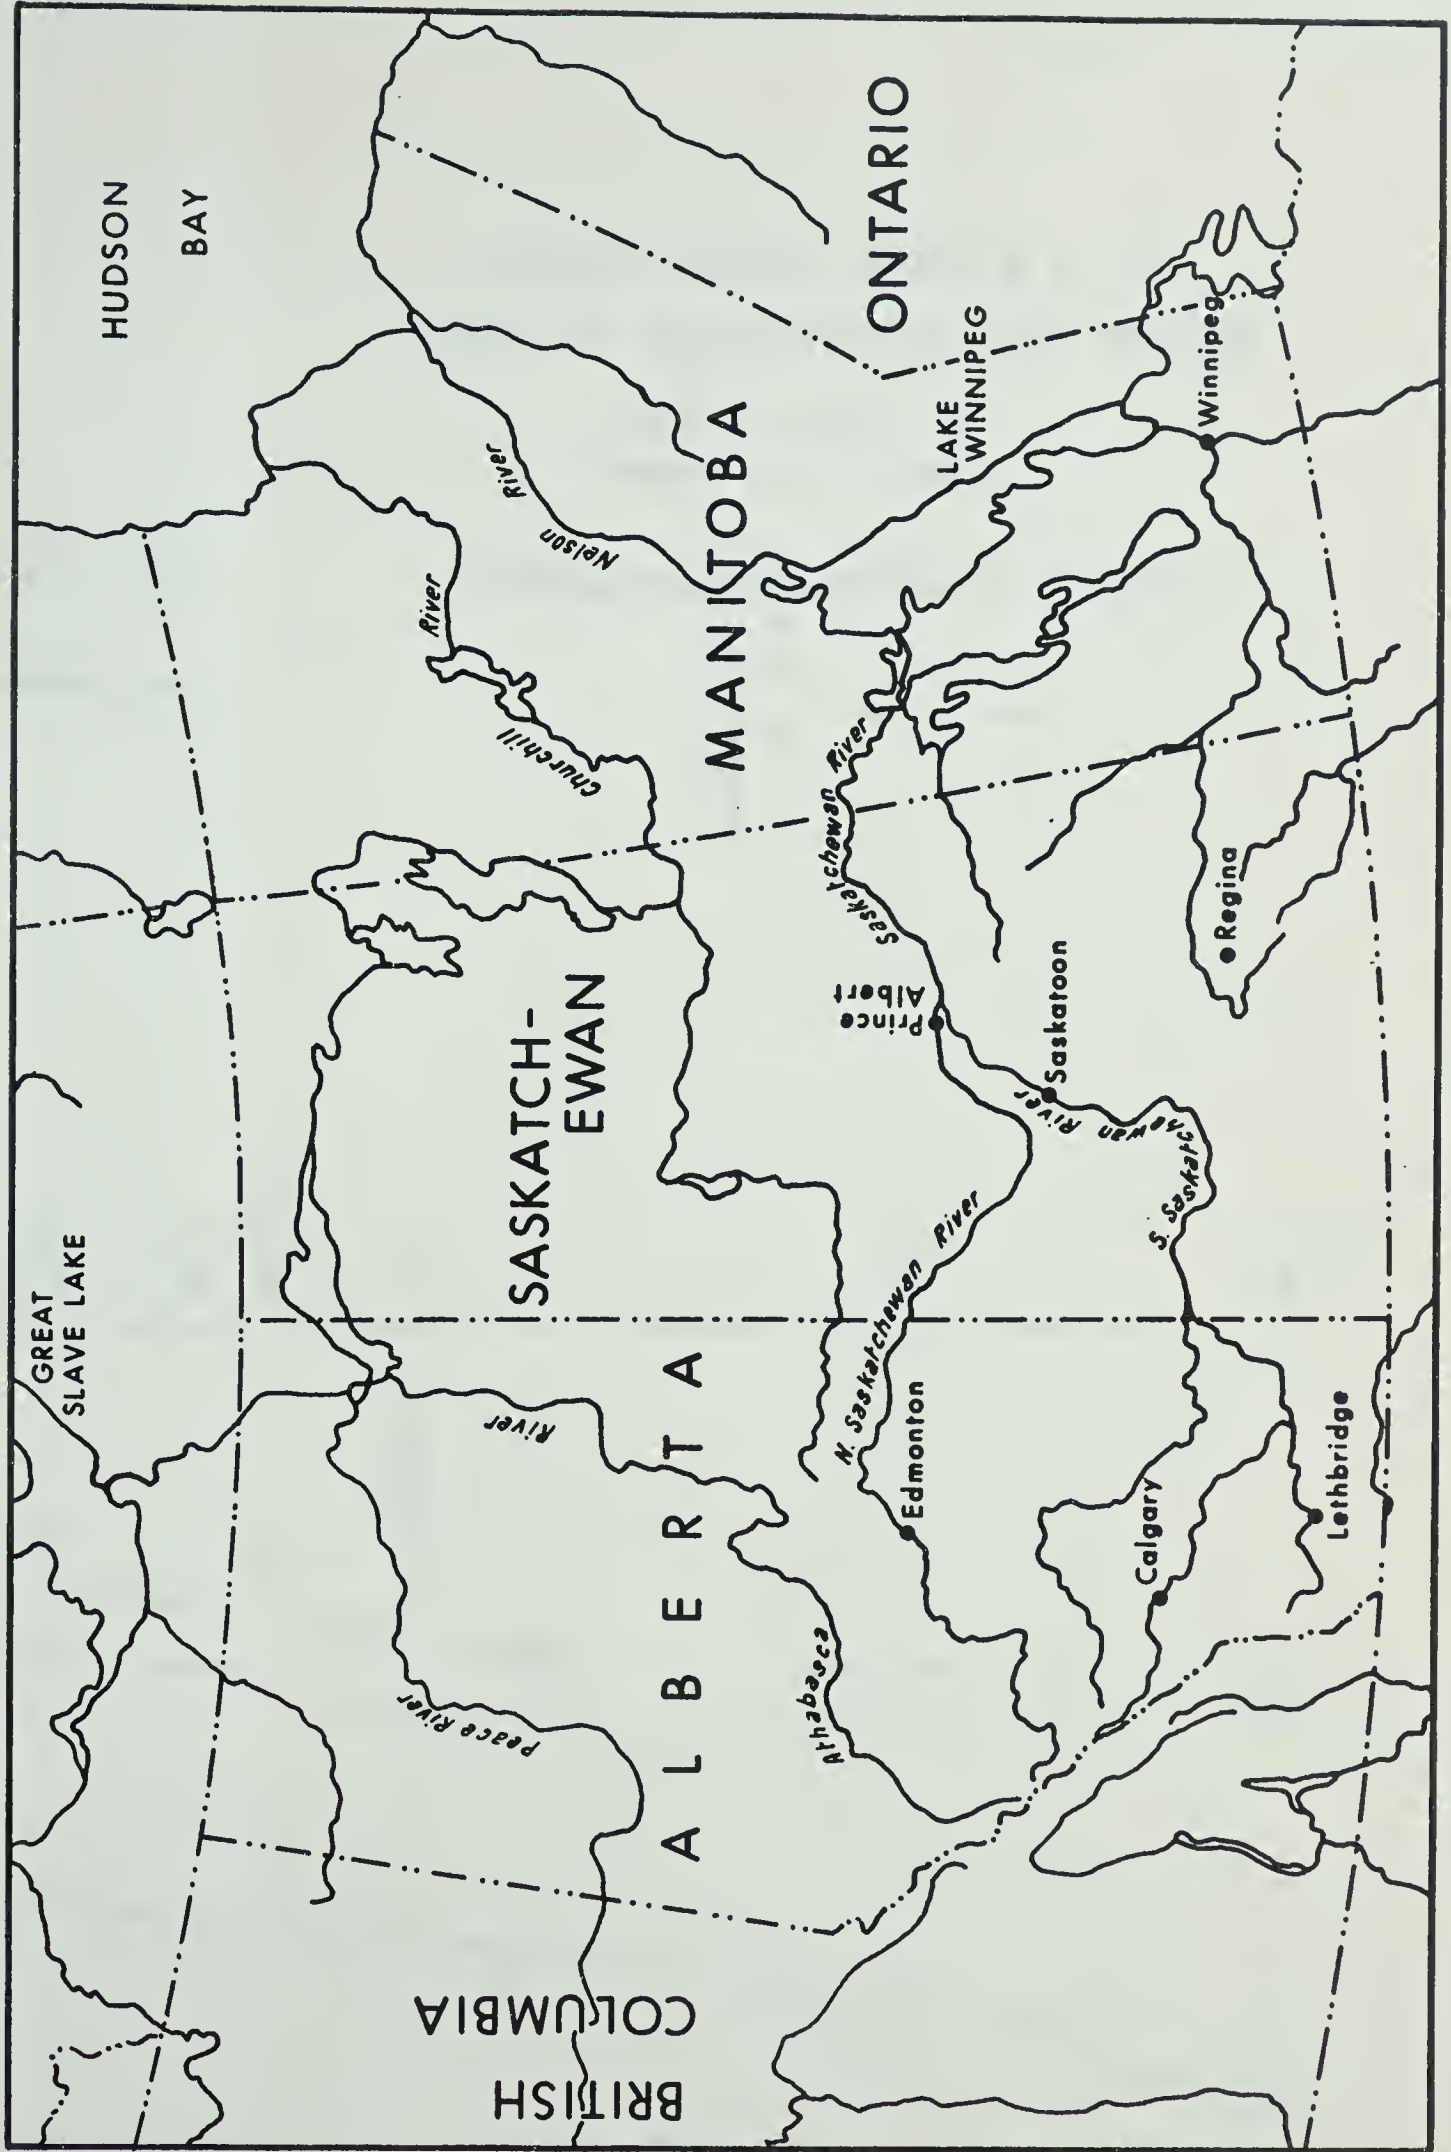 GREAT
SLAVE LAKE
HUDSON
BAY
BRITISH
COLUMBIA
ALBERTA
SASKATCH-
EWAN
MANITOBA
ONTARIO
Peace River
River
Athabasca
Churchill
River
Nelson
River
LAKE
WINNIPEG
N. Saskatchewan River
Edmonton
Prince
Albert
Saskatchewan River
Saskatoon
S. Saskatchewan River
Calgary
Lethbridge
Regina
Winnipeg